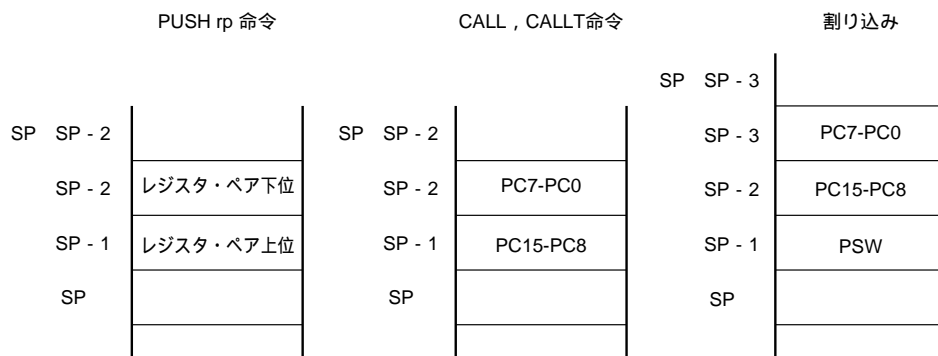 PUSH rp 命令
SP SP - 2
SP - 2 レジスタ・ペア下位
SP - 1 レジスタ・ペア上位
SP
CALL , CALLT命令
SP SP - 2
SP - 2 PC7-PC0
SP - 1 PC15-PC8
SP
割り込み
SP SP - 3
SP - 3 PC7-PC0
SP - 2 PC15-PC8
SP - 1 PSW
SP